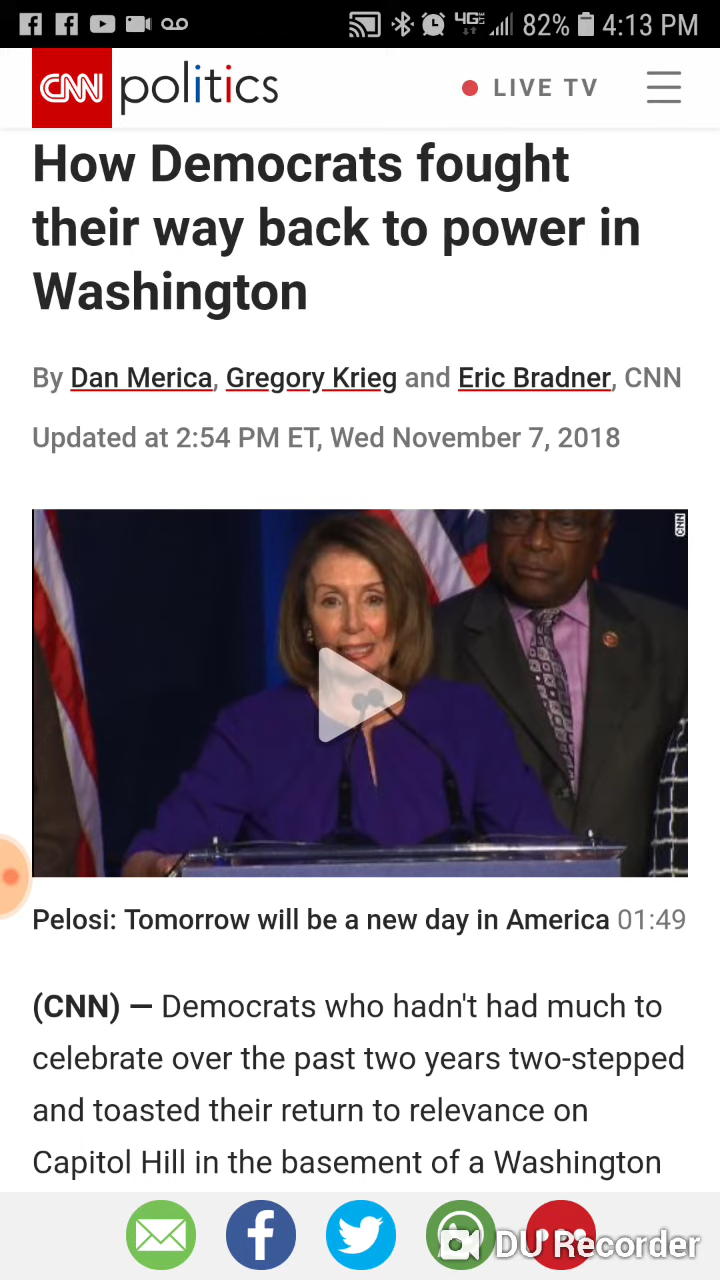 4GE 82% 4:13 PM
CNN politics LIVE TV
How Democrats fought
their way back to power in
Washington
By Dan Merica, Gregory Krieg and Eric Bradner, CNN
Updated at 2:54 PM ET, Wed November 7, 2018
CNN
Pelosi: Tomorrow will be a new day in America 01:49
(CNN) — Democrats who hadn't had much to
celebrate over the past two years two-stepped
and toasted their return to relevance on
Capitol Hill in the basement of a Washington
DU Recorder